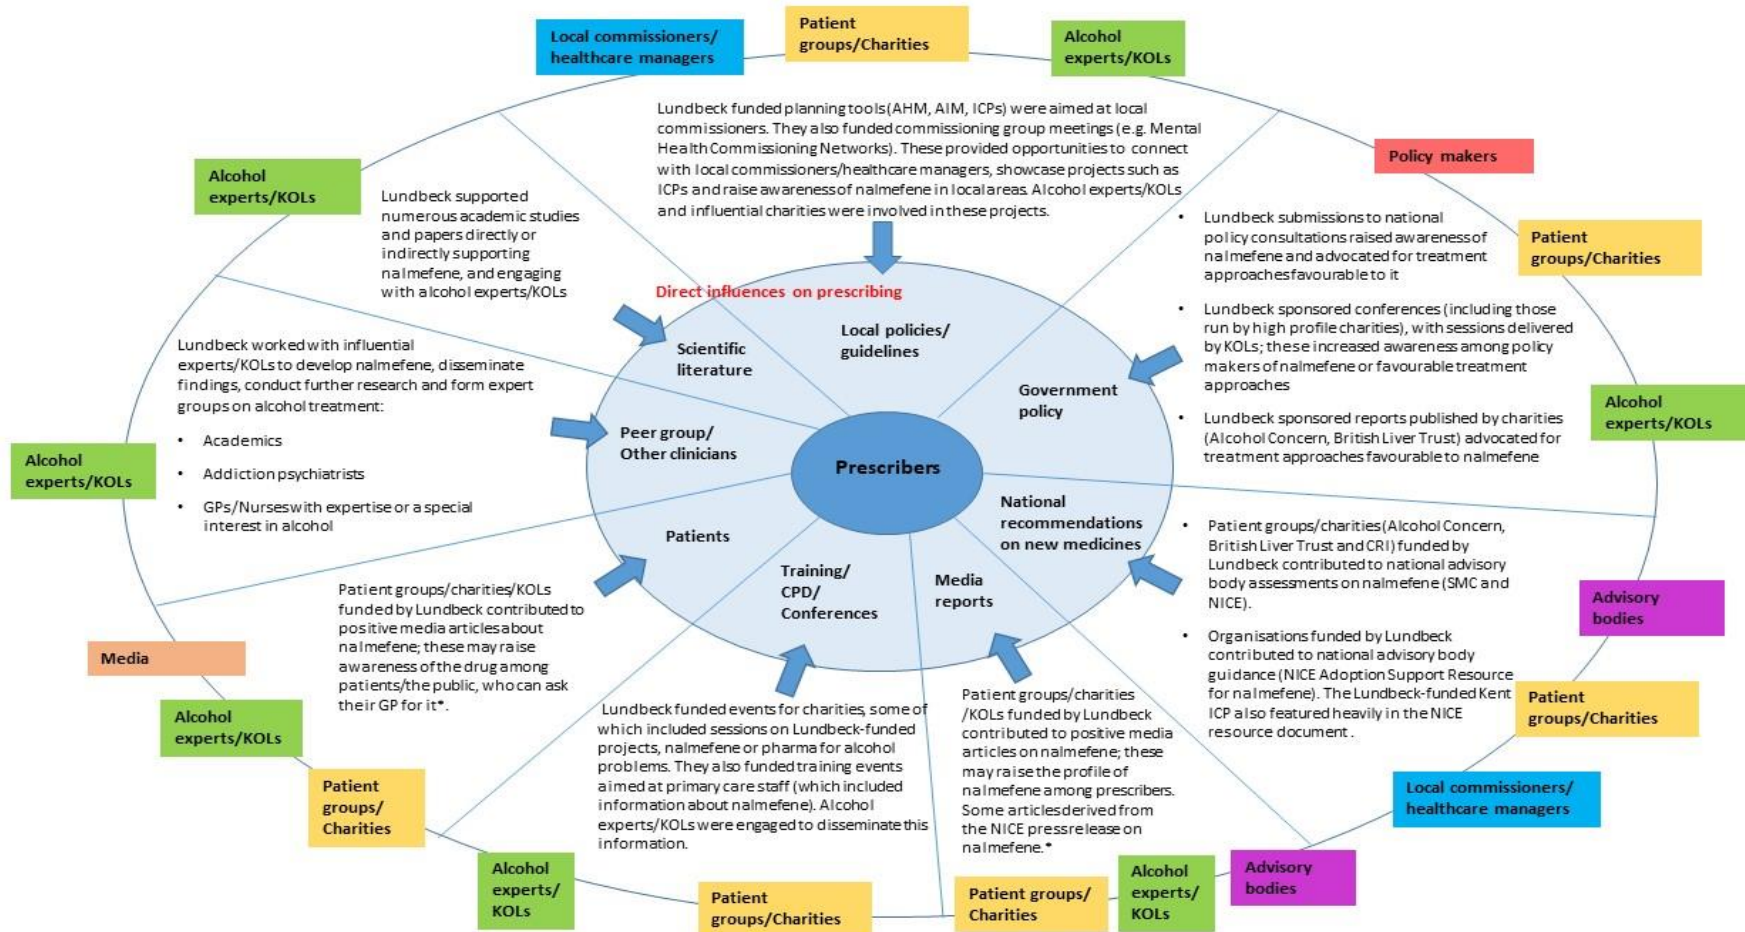 Local commissioners/
healthcare managers
Patient
groups/Charities
Alcohol
experts/KOLs
Lundbeck funded planning tools (AHM, AIM, ICPs) were aimed at local
commissioners. They also funded commissioning group meetings (e.g. Mental
Health Commissioning Networks). These provided opportunities to connect
with local commissioners/healthcare managers, showcase projects such as
ICPs and raise awareness of nalmefene in local areas. Alcohol experts/KOLs
and influential charities were involved in these projects.
Policy makers
Alcohol
experts/KOLs
Lundbeck supported
numerous academic studies
and papers directly or
indirectly supporting
nalmefene, and engaging
with alcohol experts/KOLs
• Lundbeck submissions to national
policy consultations raised awareness of
nalmefene and advocated for treatment
approaches favourable to it
Patient
groups/Charities
• Lundbeck sponsored conferences (including those
run by high profile charities), with sessions delivered
by KOLs; these increased awareness among policy
makers of nalmefene or favourable treatment
approaches
• Lundbeck sponsored reports published by charities
(Alcohol Concern, British Liver Trust) advocated for
treatment approaches favourable to nalmefene
Alcohol
experts/KOLs
Direct influences on prescribing
Local policies/
guidelines
Scientific
literature
Government
policy
Lundbeck worked with influential
experts/KOLs to develop nalmefene, disseminate
findings, conduct further research and form expert
groups on alcohol treatment:
• Academics
• Addiction psychiatrists
• GPs/Nurses with expertise or a special
interest in alcohol
Alcohol
experts/KOLs
Peer group/
Other clinicians
Prescribers
National
recommendations
on new medicines
Patients
Training/
CPD/
Conferences
Media
reports
• Patient groups/charities (Alcohol Concern,
British Liver Trust and CRI) funded by
Lundbeck contributed to national advisory
body assessments on nalmefene (SMC and
NICE).
• Organisations funded by Lundbeck
contributed to national advisory body
guidance (NICE Adoption Support Resource
for nalmefene). The Lundbeck-funded Kent
ICP also featured heavily in the NICE
resource document.
Advisory
bodies
Patient
groups/Charities
Media
Patient groups/charities/KOLs
funded by Lundbeck contributed to
positive media articles about
nalmefene; these may raise
awareness of the drug among
patients/the public, who can ask
their GP for it*.
Alcohol
experts/KOLs
Patient
groups/
Charities
Lundbeck funded events for charities, some of
which included sessions on Lundbeck-funded
projects, nalmefene or pharma for alcohol
problems. They also funded training events
aimed at primary care staff (which included
information about nalmefene). Alcohol
experts/KOLs were engaged to disseminate this
information.
Patient groups/charities
/KOLs funded by Lundbeck
contributed to positive media
articles on nalmefene; these
may raise the profile of
nalmefene among prescribers.
Some articles derived from
the NICE press release on
nalmefene.*
Local commissioners/
healthcare managers
Alcohol
experts/
KOLs
Patient
groups/Charities
Patient groups/
Charities
Alcohol
experts/
KOLs
Advisory
bodies